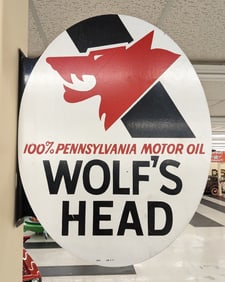 100% PENNSYLVANIA MOTOR OIL
WOLF'S
HEAD